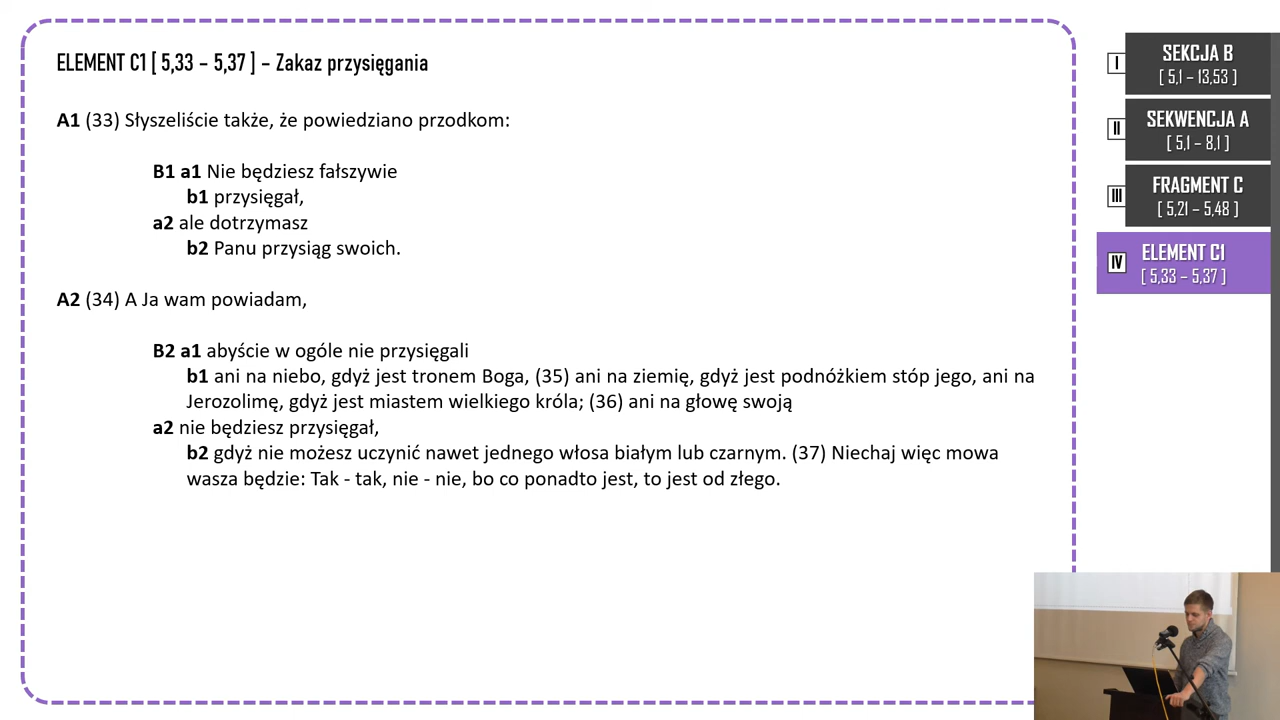 ELEMENT C1 [ 5,33 – 5,37 ] – Zakaz przysięgania
A1 (33) Słyszeliście także, że powiedziano przodkom:
B1 a1 Nie będziesz fałszywie
b1 przysięgał,
a2 ale dotrzymasz
b2 Panu przysiąg swoich.
A2 (34) A Ja wam powiadam,
B2 a1 abyście w ogóle nie przysięgali
b1 ani na niebo, gdyż jest tronem Boga, (35) ani na ziemię, gdyż jest podnóżkiem stóp jego, ani na
Jerozolimę, gdyż jest miastem wielkiego króla; (36) ani na głowę swoją
a2 nie będziesz przysięgał,
b2 gdyż nie możesz uczynić nawet jednego włosa białym lub czarnym. (37) Niechaj więc mowa
wasza będzie: Tak - tak, nie - nie, bo co ponadto jest, to jest od złego.
I
SEKCJA B
[ 5,1 – 13,53 ]
II
SEKWENCJA A
[ 5,1 – 8,1 ]
III
FRAGMENT C
[ 5,21 – 5,48 ]
IV
ELEMENT C1
[ 5,33 – 5,37 ]